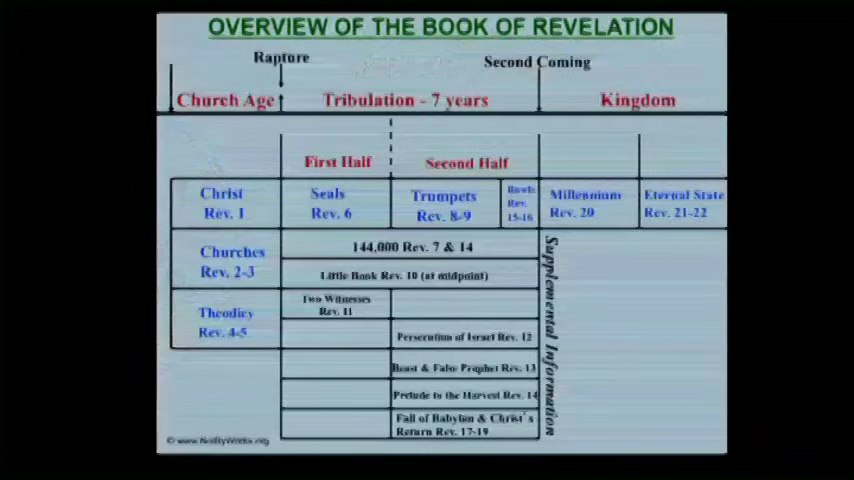 OVERVIEW OF THE BOOK OF REVELATION
Rapture
Second Coming
Church Age
Tribulation - 7 years
Kingdom
First Half
Second Half
Christ
Rev. 1
Seals
Rev. 6
Trumpets
Rev. 8-9
Bowls
Rev.
15-16
Millennium
Rev. 20
Eternal State
Rev. 21-22
Churches
Rev. 2-3
144,000 Rev. 7 & 14
Little Book Rev. 10 (at midpoint)
Theodicy
Rev. 4-5
Two Witnesses
Rev. 11
Persecution of Israel Rev. 12
Beast & False Prophet Rev. 13
Prelude to the Harvest Rev. 14
Fall of Babylon & Christ's
Return Rev. 17-19
Supplemental Information
© www.NotByWorks.org